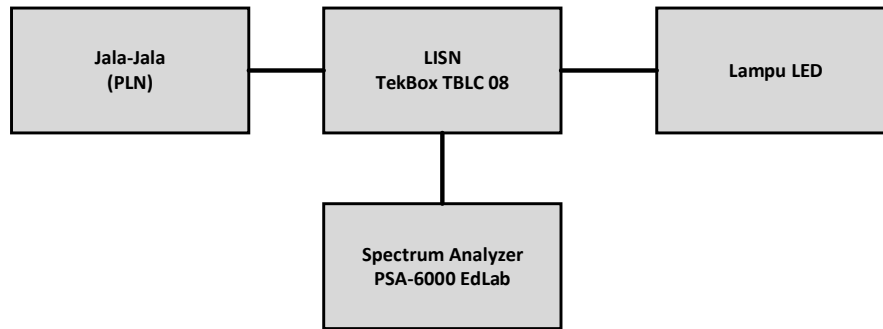 Jala-Jala
(PLN)
LISN
TekBox TBLC 08
Lampu LED
Spectrum Analyzer
PSA-6000 EdLab